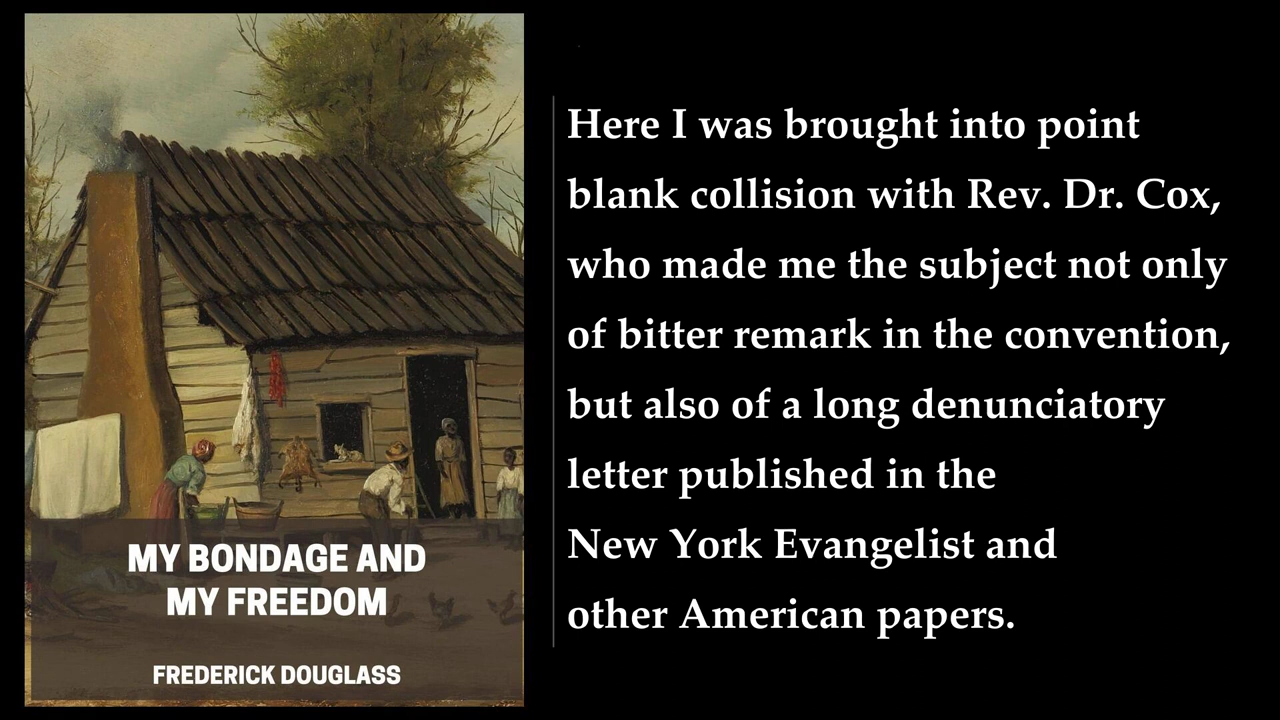 MY BONDAGE AND
MY FREEDOM
FREDERICK DOUGLASS
Here I was brought into point
blank collision with Rev. Dr. Cox,
who made me the subject not only
of bitter remark in the convention,
but also of a long denunciatory
letter published in the
New York Evangelist and
other American papers.